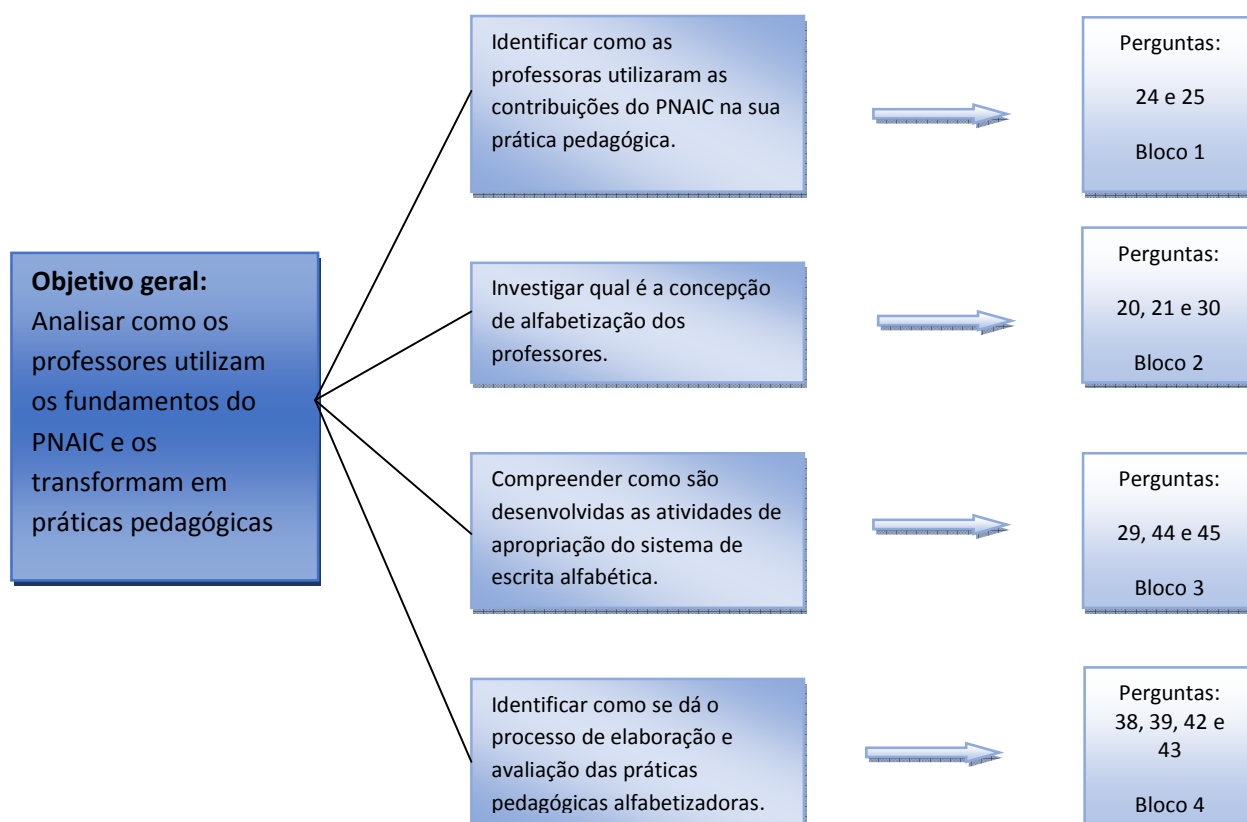 Objetivo geral:
Analisar como os
professores utilizam
os fundamentos do
PNAIC e os
transformam em
práticas pedagógicas
Identificar como as
professoras utilizaram as
contribuições do PNAIC na sua
prática pedagógica.
Perguntas:
24 e 25
Bloco 1
Investigar qual é a concepção
de alfabetização dos
professores.
Perguntas:
20, 21 e 30
Bloco 2
Compreender como são
desenvolvidas as atividades de
apropriação do sistema de
escrita alfabética.
Perguntas:
29, 44 e 45
Bloco 3
Identificar como se dá o
processo de elaboração e
avaliação das práticas
pedagógicas alfabetizadoras.
Perguntas:
38, 39, 42 e
43
Bloco 4